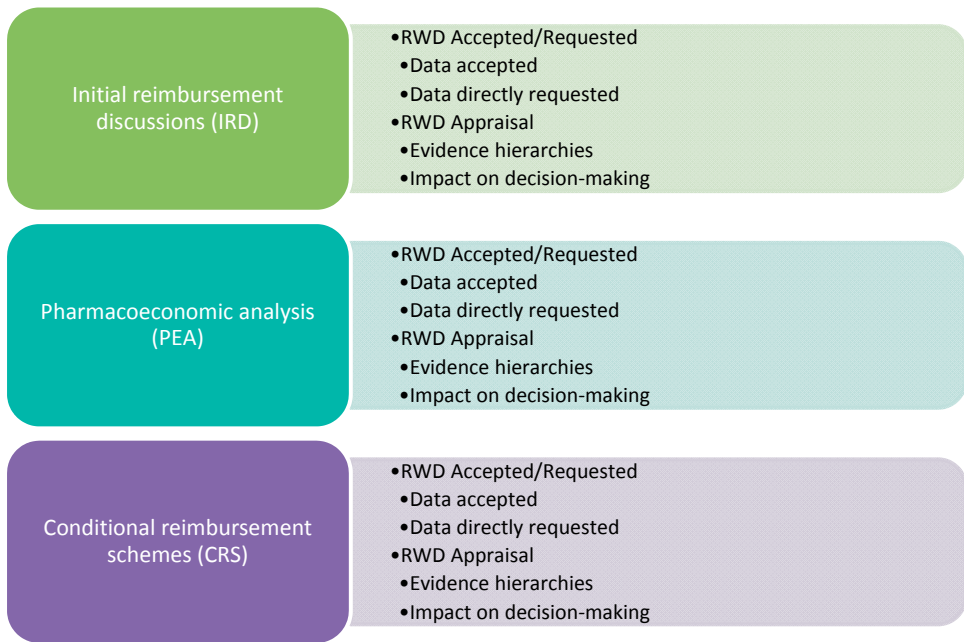 Initial reimbursement
discussions (IRD)
•RWD Accepted/Requested
•Data accepted
•Data directly requested
•RWD Appraisal
•Evidence hierarchies
•Impact on decision-making
Pharmacoeconomic analysis
(PEA)
•RWD Accepted/Requested
•Data accepted
•Data directly requested
•RWD Appraisal
•Evidence hierarchies
•Impact on decision-making
Conditional reimbursement
schemes (CRS)
•RWD Accepted/Requested
•Data accepted
•Data directly requested
•RWD Appraisal
•Evidence hierarchies
•Impact on decision-making